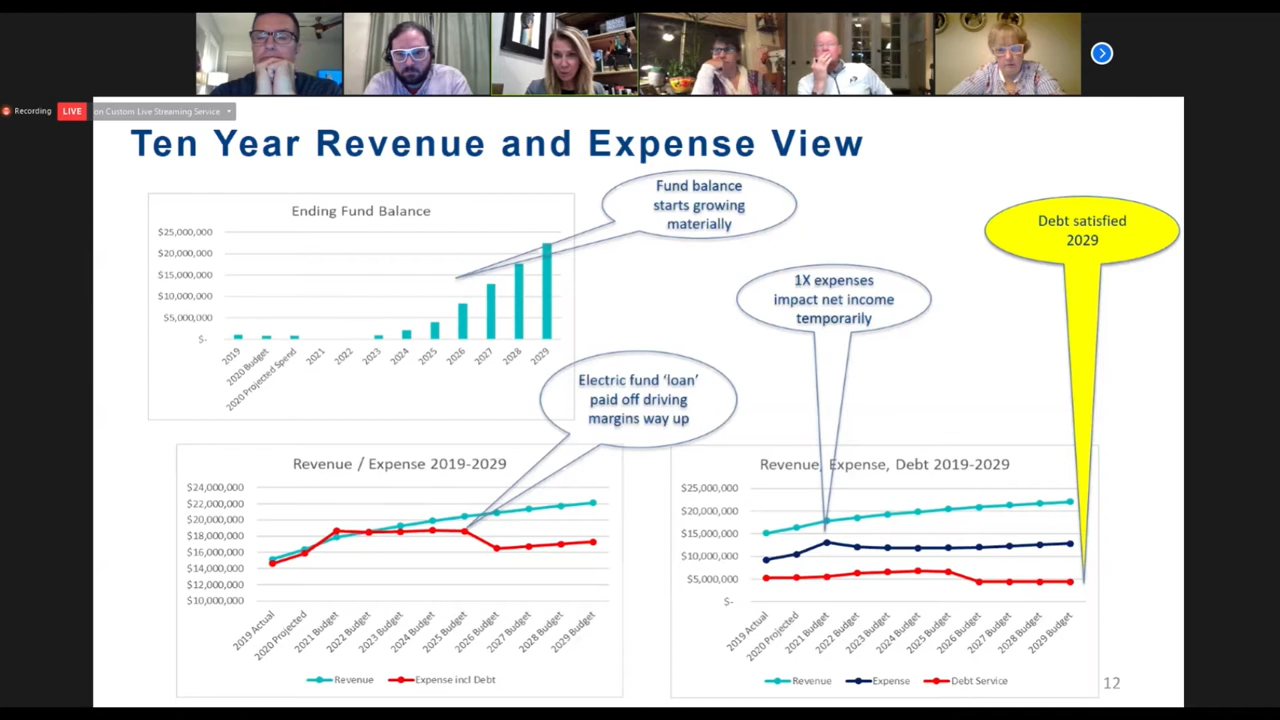 Recording
LIVE
on Custom Live Streaming Service
Ten Year Revenue and Expense View
Ending Fund Balance
$25,000,000
$20,000,000
$15,000,000
$10,000,000
$5,000,000
$-
2019
2020 Budget
2020 Projected Spend
2021
2022
2023
2024
2025
2026
2027
2028
2029
Fund balance
starts growing
materially
Debt satisfied
2029
1X expenses
impact net income
temporarily
Electric fund ‘loan’
paid off driving
margins way up
Revenue / Expense 2019-2029
$24,000,000
$22,000,000
$20,000,000
$18,000,000
$16,000,000
$14,000,000
$12,000,000
$10,000,000
2019 Actual
2020 Projected
2021 Budget
2022 Budget
2023 Budget
2024 Budget
2025 Budget
2026 Budget
2027 Budget
2028 Budget
2029 Budget
Revenue
Expense incl Debt
Revenue, Expense, Debt 2019-2029
$25,000,000
$20,000,000
$15,000,000
$10,000,000
$5,000,000
$-
2019 Actual
2020 Projected
2021 Budget
2022 Budget
2023 Budget
2024 Budget
2025 Budget
2026 Budget
2027 Budget
2028 Budget
2029 Budget
Revenue
Expense
Debt Service
12